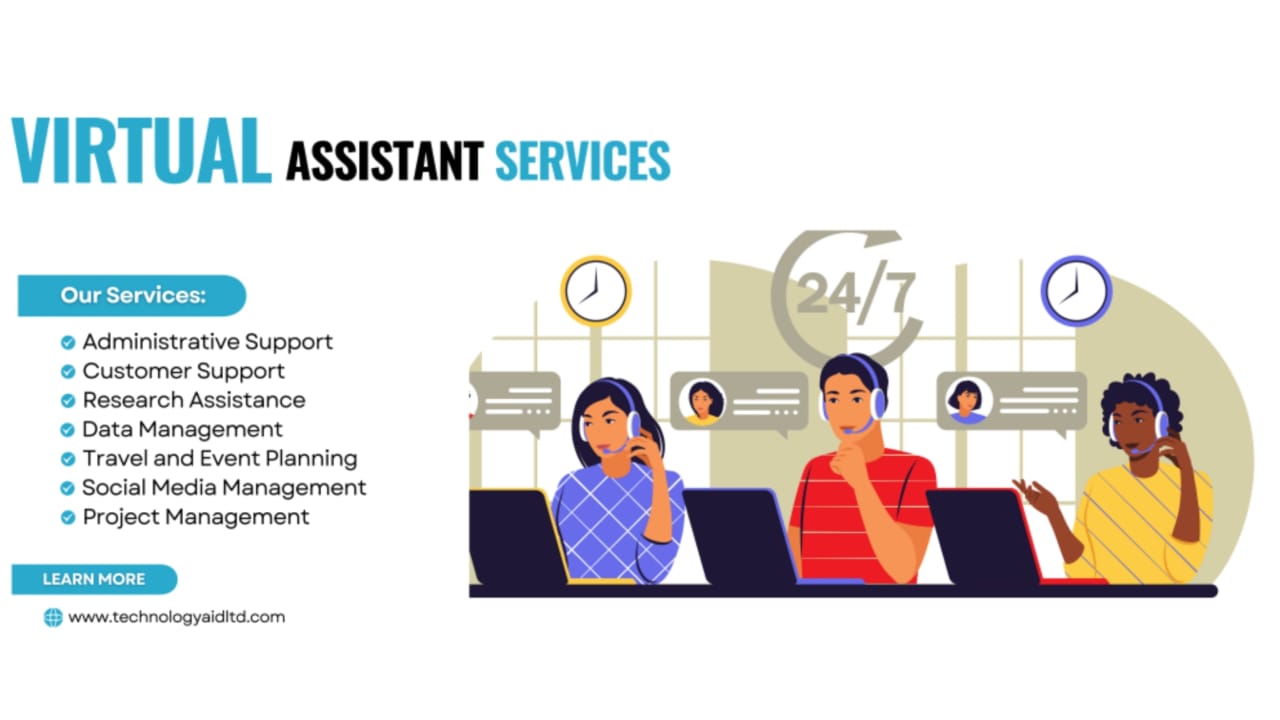 VIRTUAL ASSISTANT SERVICES
Our Services:
Administrative Support
Customer Support
Research Assistance
Data Management
Travel and Event Planning
Social Media Management
Project Management
LEARN MORE
www.technologyaidltd.com
24/7